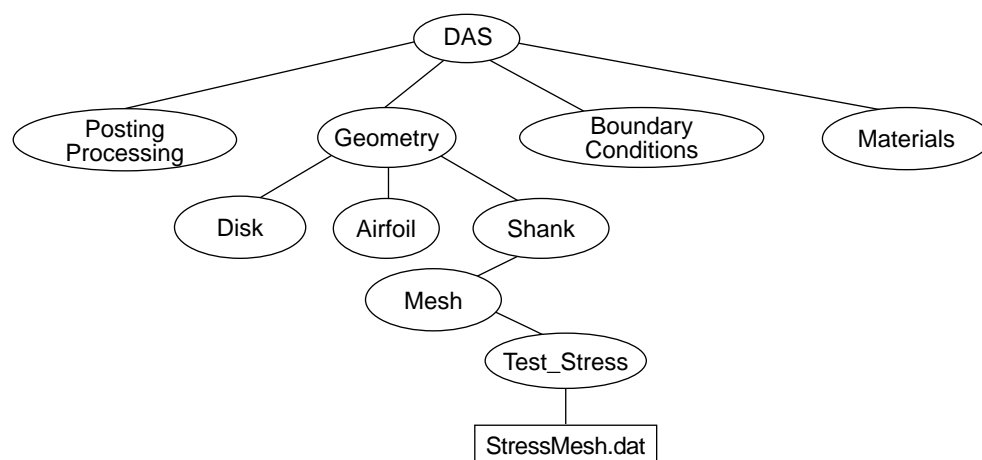 DAS
Posting
Processing
Geometry
Boundary
Conditions
Materials
Disk
Airfoil
Shank
Mesh
Test_Stress
StressMesh.dat